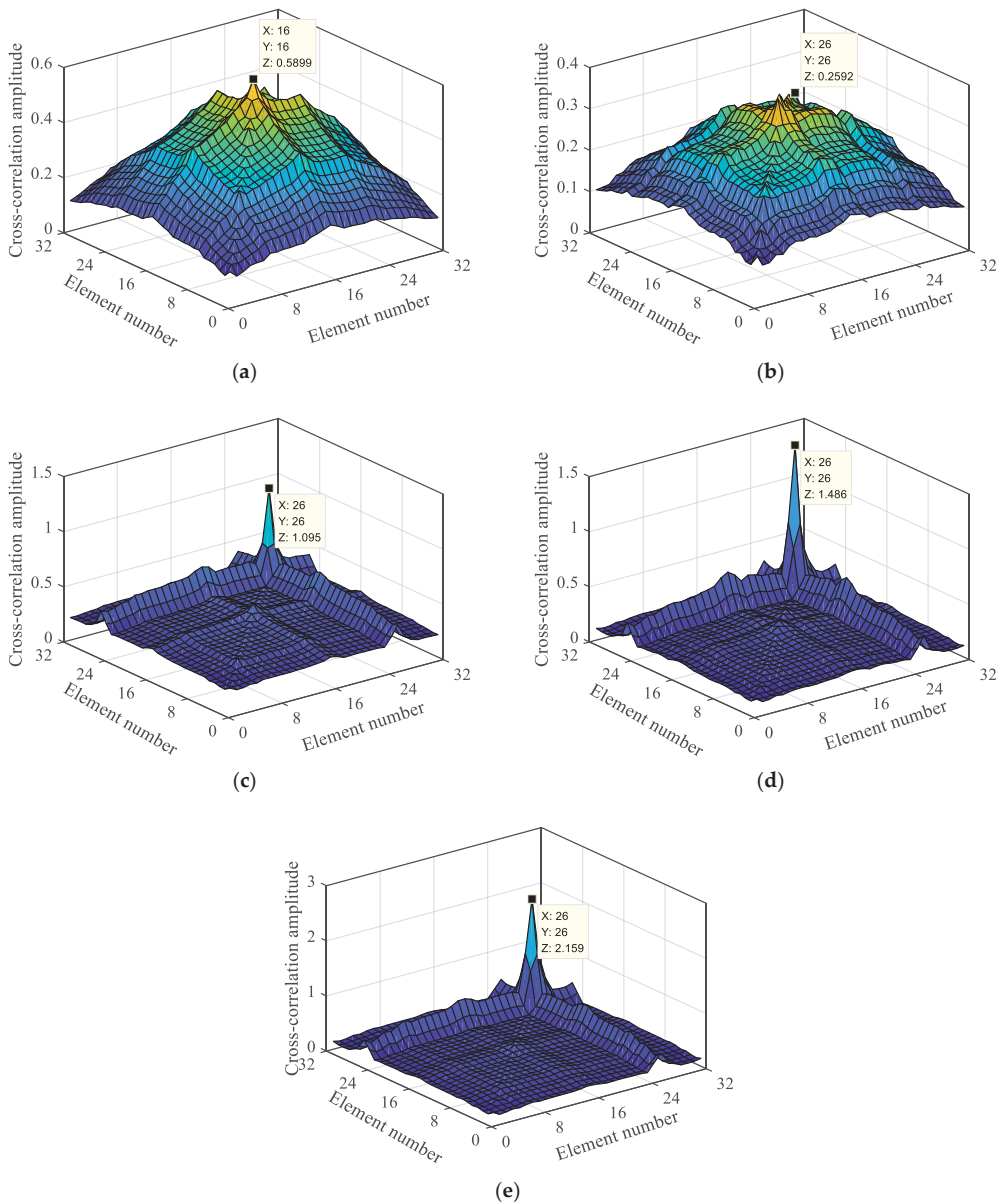 X: 16
Y: 16
Z: 0.5899
Cross-correlation amplitude
0.6
0.4
0.2
0
32
24
16
8
0
Element number
0
8
16
24
32
Element number
(a)
X: 26
Y: 26
Z: 0.2592
Cross-correlation amplitude
0.4
0.3
0.2
0.1
0
32
24
16
8
0
Element number
0
8
16
24
32
Element number
(b)
X: 26
Y: 26
Z: 1.095
Cross-correlation amplitude
1.5
1
0.5
0
32
24
16
8
0
Element number
0
8
16
24
32
Element number
(c)
X: 26
Y: 26
Z: 1.486
Cross-correlation amplitude
1.5
1
0.5
0
32
24
16
8
0
Element number
0
8
16
24
32
Element number
(d)
X: 26
Y: 26
Z: 2.159
Cross-correlation amplitude
3
2
1
0
32
24
16
8
0
Element number
0
8
16
24
32
Element number
(e)